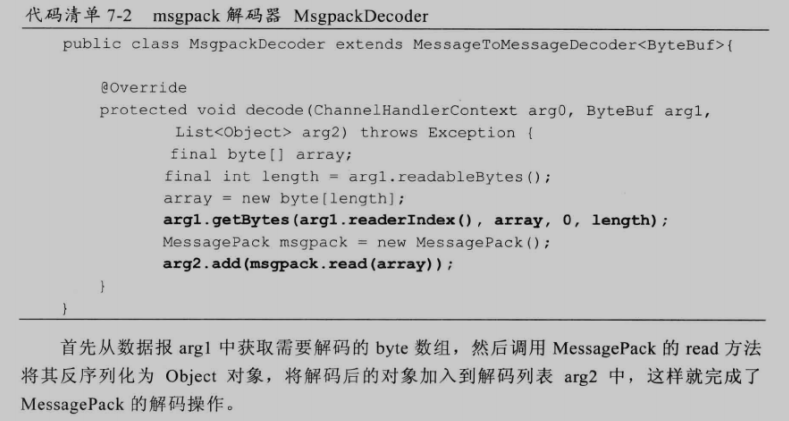 代码清单 7-2 msgpack 解码器 MsgpackDecoder
public class MsgpackDecoder extends MessageToMessageDecoder<ByteBuf>{
@Override
protected void decode(ChannelHandlerContext arg0, ByteBuf arg1,
List<Object> arg2) throws Exception {
final byte[] array;
final int length = arg1.readableBytes();
array = new byte[length];
arg1.getBytes(arg1.readerIndex(), array, 0, length);
MessagePack msgpack = new MessagePack();
arg2.add(msgpack.read(array));
}
}
首先从数据报 arg1 中获取需要解码的 byte 数组，然后调用 MessagePack 的 read 方法
将其反序列化为 Object 对象，将解码后的对象加入到解码列表 arg2 中，这样就完成了
MessagePack 的解码操作。